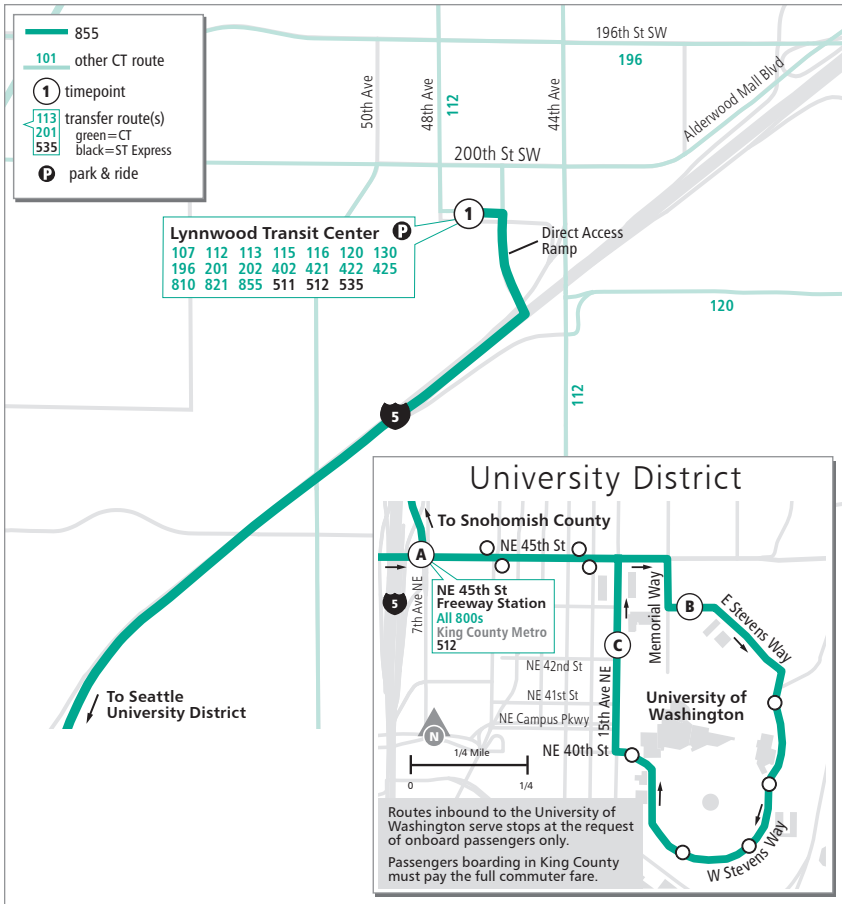 855
101 other CT route
1 timepoint
113 transfer route(s)
201 green=CT
535 black=ST Express
P park & ride
196th St SW
196
50th Ave
48th Ave
112
44th Ave
Alderwood Mall Blvd
200th St SW
1
Lynnwood Transit Center P
107 112 113 115 116 120 130
196 201 202 402 421 422 425
810 821 855 511 512 535
Direct Access
Ramp
120
112
5
To Seattle
University District
University District
To Snohomish County
A
NE 45th St
5
7th Ave NE
NE 45th St
Freeway Station
All 800s
King County Metro
512
Memorial Way
B
E Stevens Way
C
15th Ave NE
NE 42nd St
NE 41st St
NE Campus Pkwy
NE 40th St
University of
Washington
N
1/4 Mile
0 1/4
W Stevens Way
Routes inbound to the University of
Washington serve stops at the request
of onboard passengers only.
Passengers boarding in King County
must pay the full commuter fare.